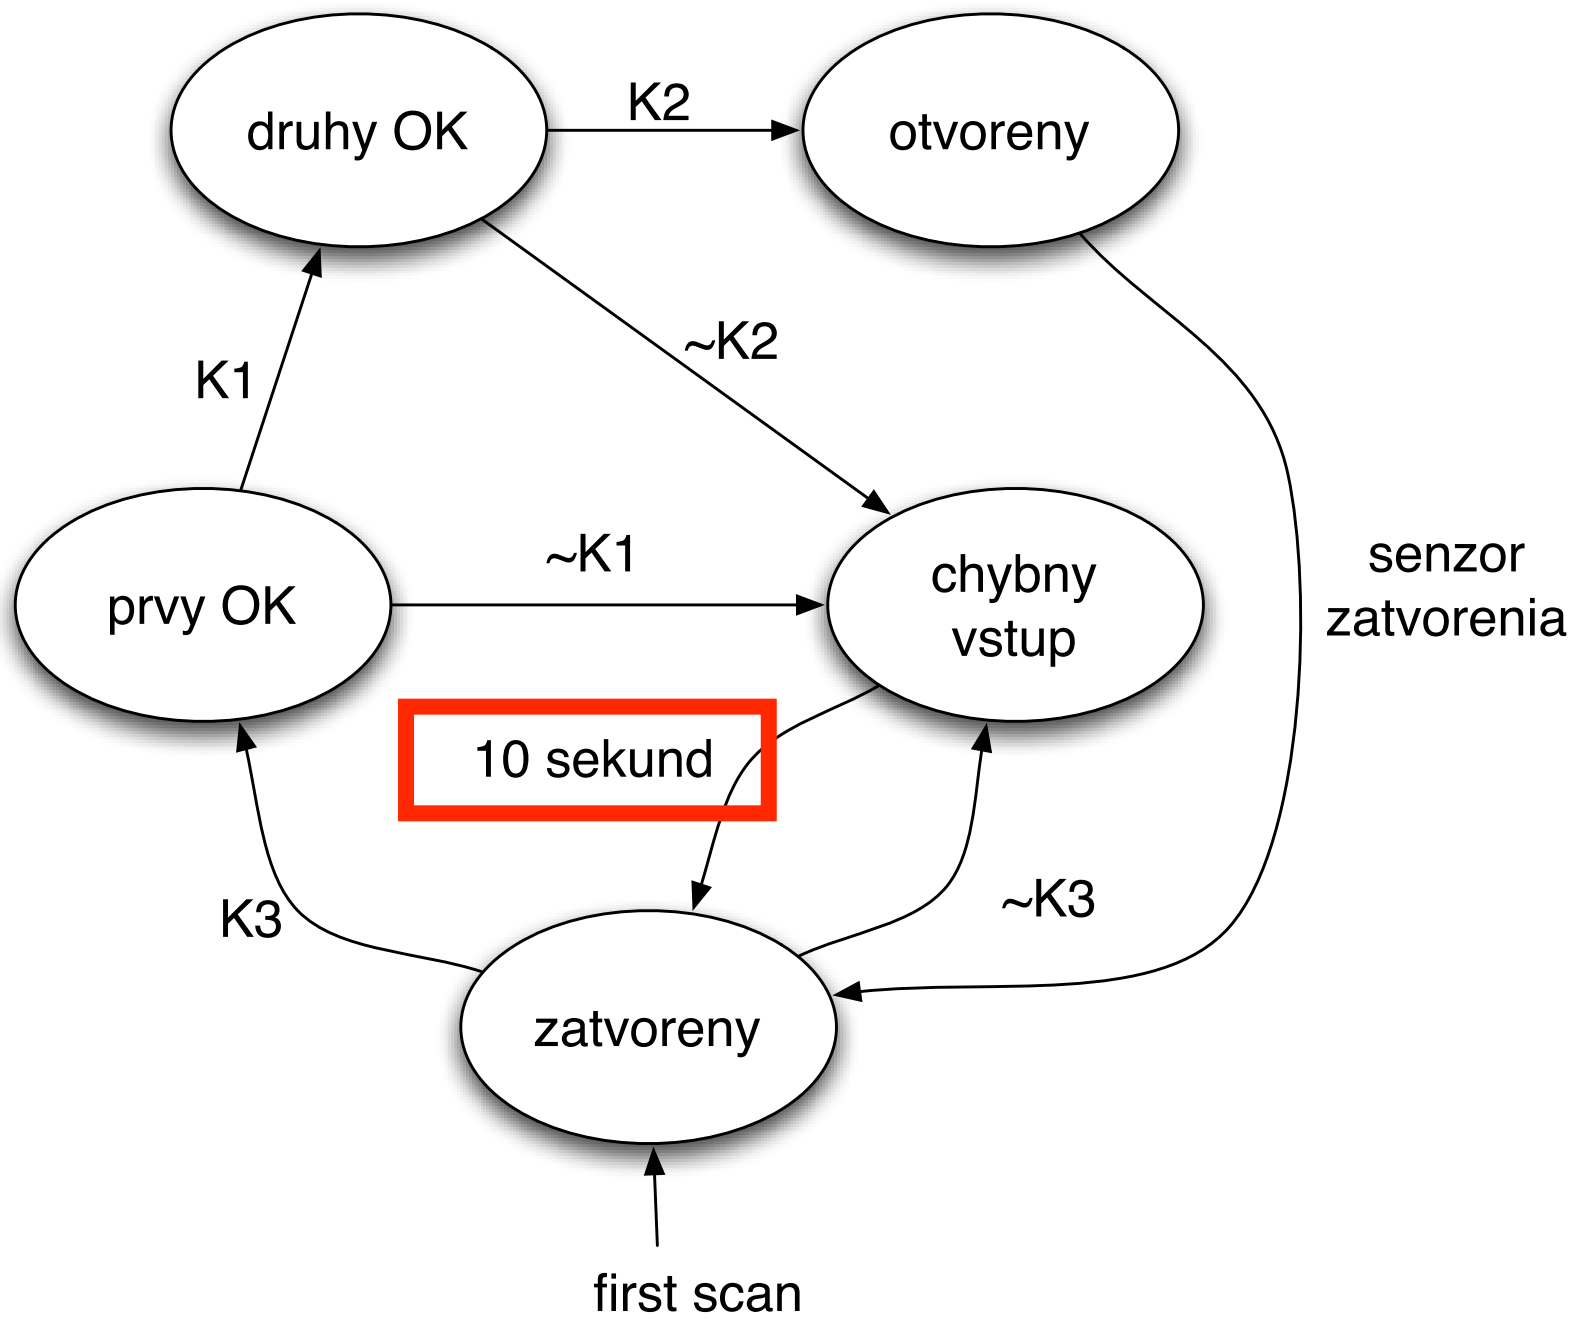 druhy OK
K2
otvoreny
~K2
K1
~K1
prvy OK
chybny
vstup
senzor
zatvorenia
10 sekund
K3
~K3
zatvoreny
first scan